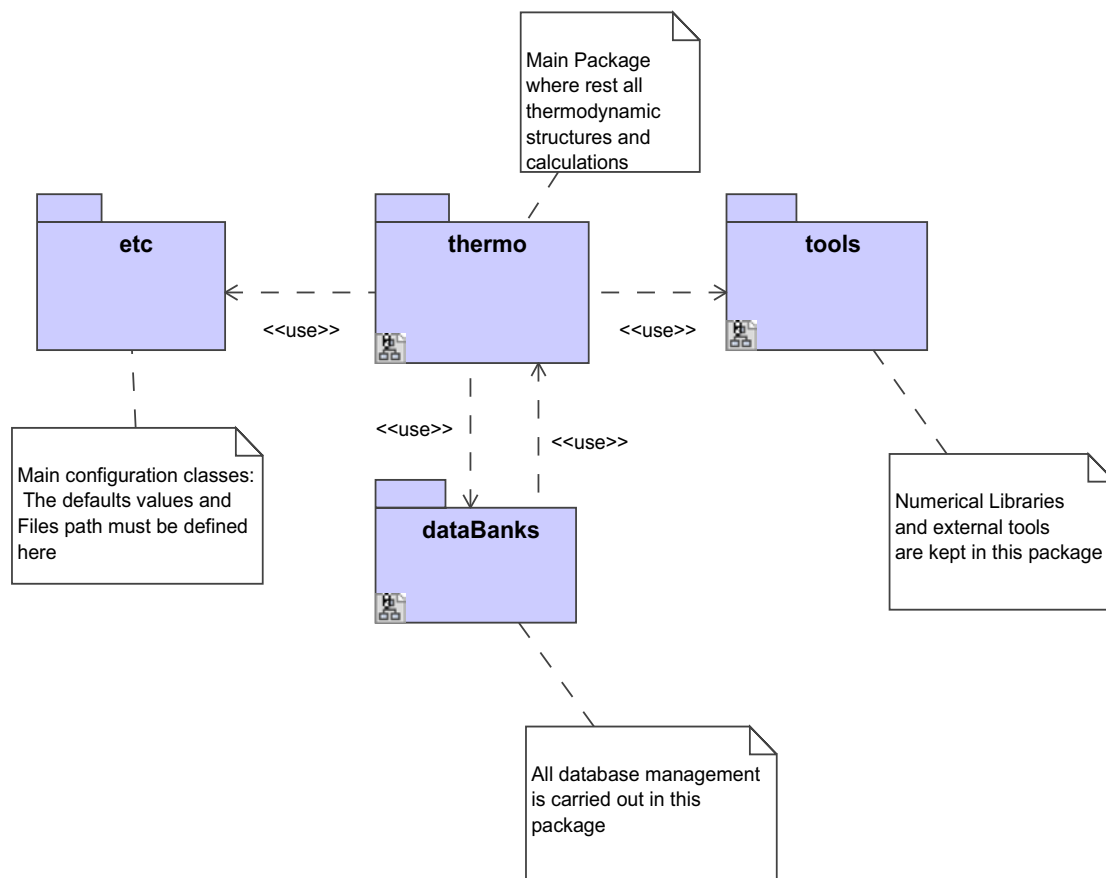 Main Package
where rest all
thermodynamic
structures and
calculations
etc
thermo
tools
<<use>>
<<use>>
<<use>>
<<use>>
Main configuration classes:
The defaults values and
Files path must be defined
here
dataBanks
Numerical Libraries
and external tools
are kept in this package
All database management
is carried out in this
package